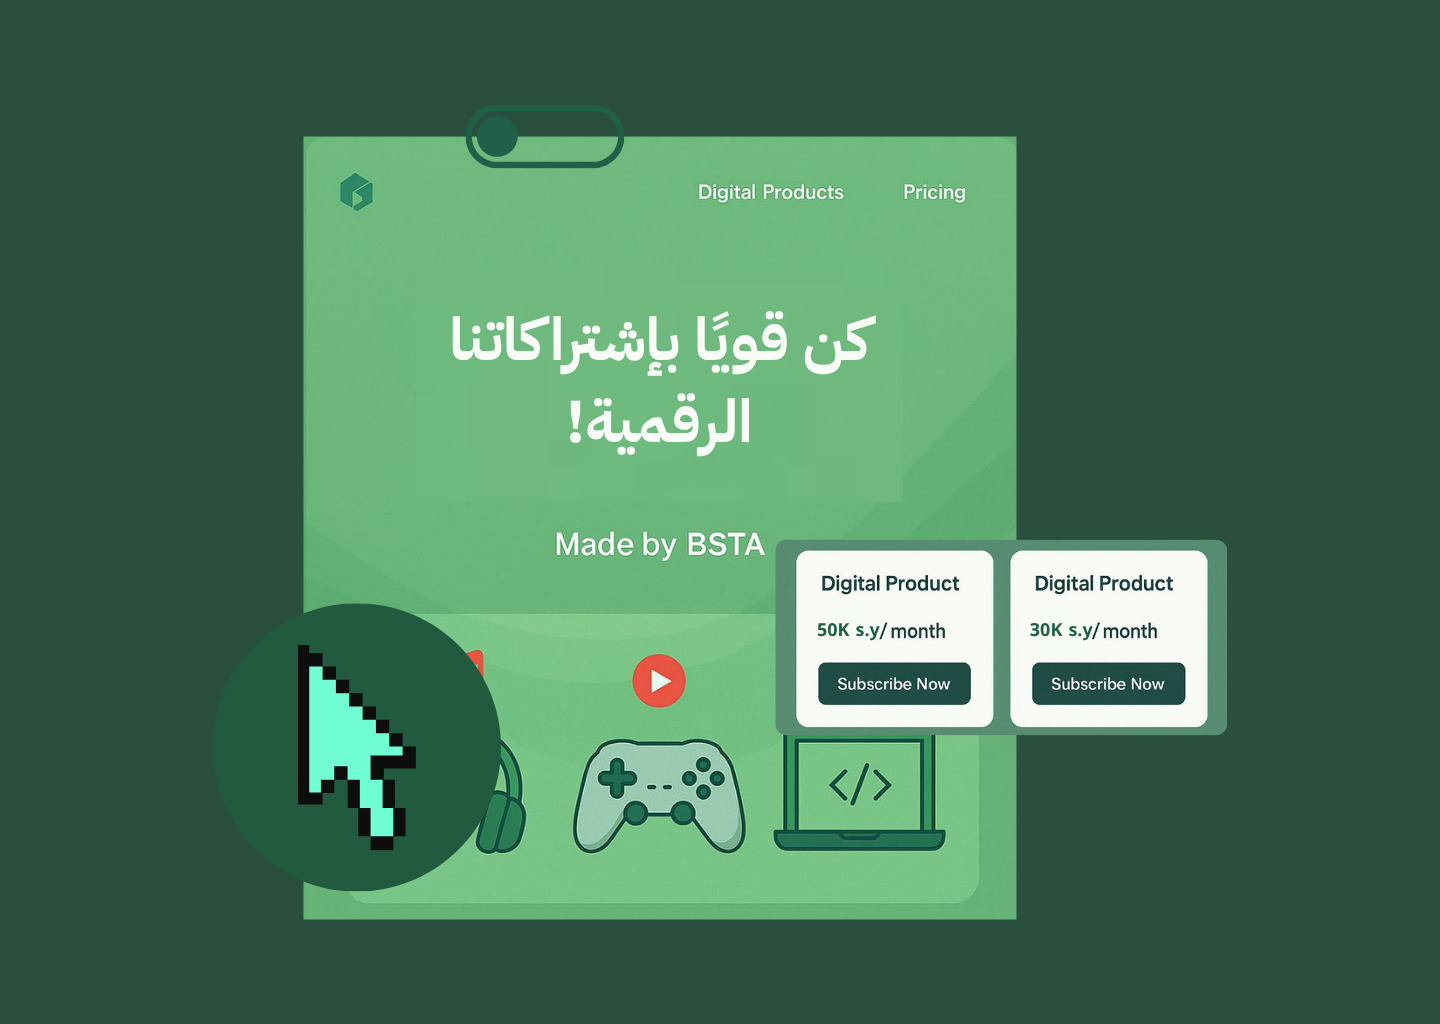 Digital Products
Pricing
كن قويًا بإشتراكاتنا
الرقمية!
Made by BSTA
Digital Product
50K s.y/ month
Subscribe Now
Digital Product
30K s.y/ month
Subscribe Now